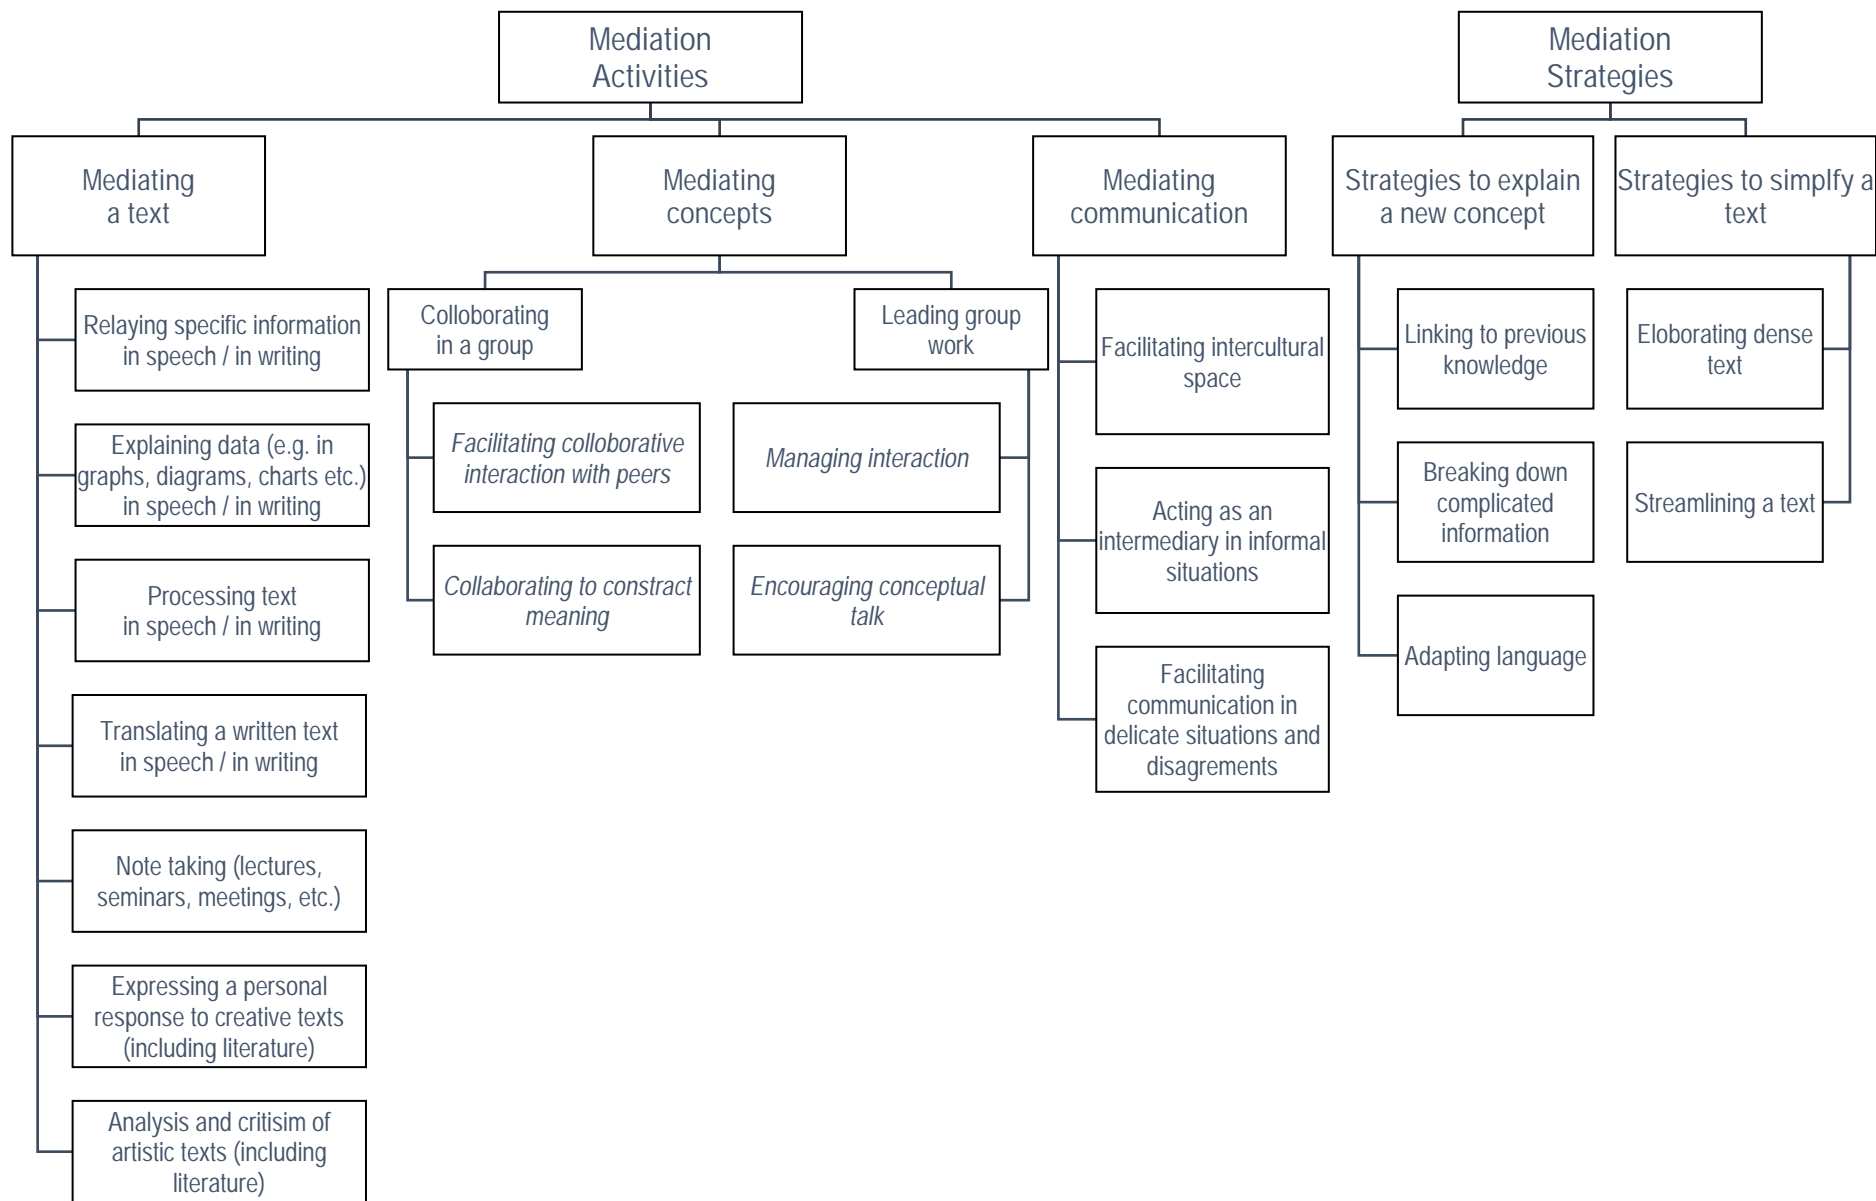 Mediation
Activities
Mediation
Strategies
Mediating
a text
Mediating
concepts
Mediating
communication
Strategies to explain
a new concept
Strategies to simplfy a
text
Relaying specific information
in speech / in writing
Explaining data (e.g. in
graphs, diagrams, charts etc.)
in speech / in writing
Processing text
in speech / in writing
Translating a written text
in speech / in writing
Note taking (lectures,
seminars, meetings, etc.)
Expressing a personal
response to creative texts
(including literature)
Analysis and critisim of
artistic texts (including
literature)
Colloborating
in a group
Facilitating colloborative
interaction with peers
Collaborating to constract
meaning
Leading group
work
Managing interaction
Encouraging conceptual
talk
Facilitating intercultural
space
Acting as an
intermediary in informal
situations
Facilitating
communication in
delicate situations and
disagrements
Linking to previous
knowledge
Breaking down
complicated
information
Adapting language
Eloborating dense
text
Streamlining a text